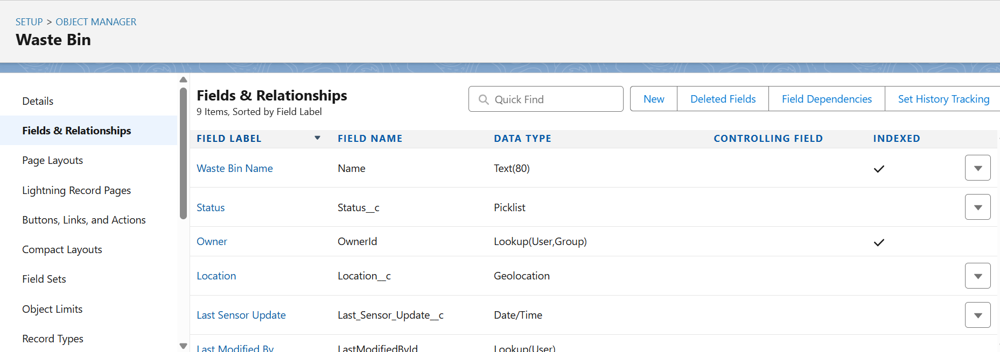 SETUP > OBJECT MANAGER
Waste Bin
Details
Fields & Relationships
Page Layouts
Lightning Record Pages
Buttons, Links, and Actions
Compact Layouts
Field Sets
Object Limits
Record Types
Fields & Relationships
9 Items, Sorted by Field Label
Quick Find
New
Deleted Fields
Field Dependencies
Set History Tracking
FIELD LABEL FIELD NAME DATA TYPE CONTROLLING FIELD INDEXED
Waste Bin Name Name Text(80)
Status Status__c Picklist
Owner OwnerId Lookup(User,Group)
Location Location__c Geolocation
Last Sensor Update Last_Sensor_Update__c Date/Time
Last Modified By LastModifiedById Lookup(User)